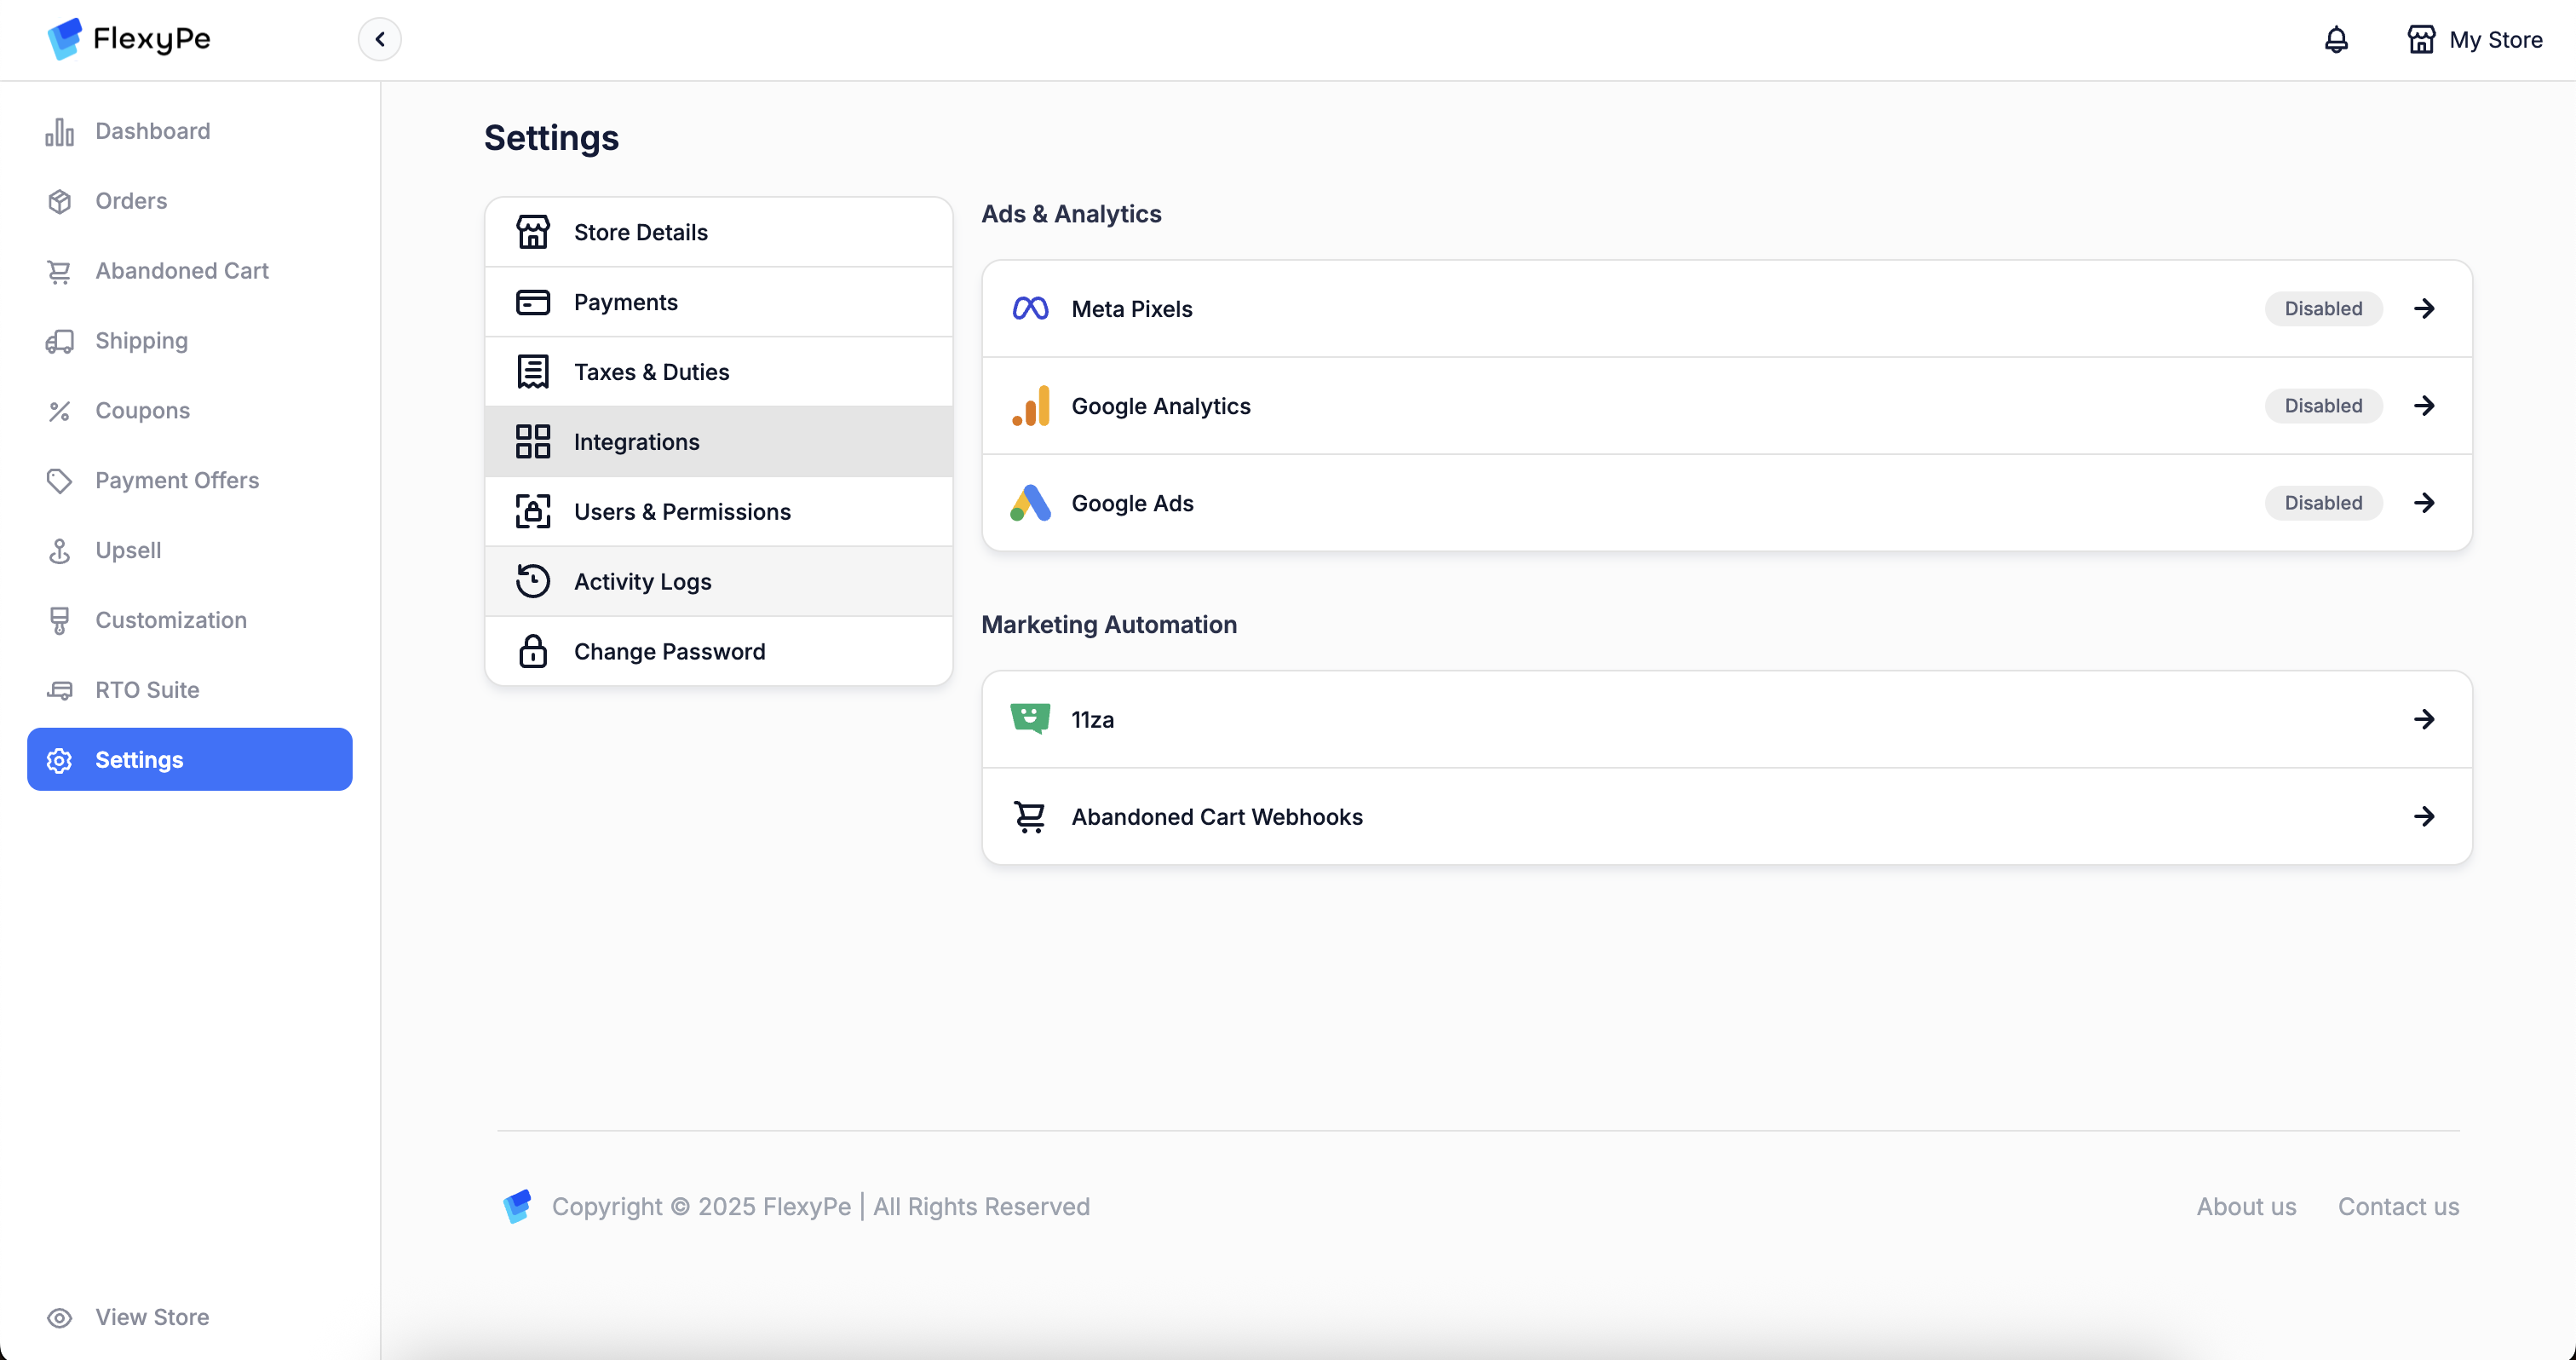 FlexyPe
My Store
Dashboard
Orders
Abandoned Cart
Shipping
Coupons
Payment Offers
Upsell
Customization
RTO Suite
Settings
View Store
Settings
Store Details
Payments
Taxes & Duties
Integrations
Users & Permissions
Activity Logs
Change Password
Ads & Analytics
Meta Pixels Disabled
Google Analytics Disabled
Google Ads Disabled
Marketing Automation
11za
Abandoned Cart Webhooks
Copyright © 2025 FlexyPe | All Rights Reserved
About us Contact us